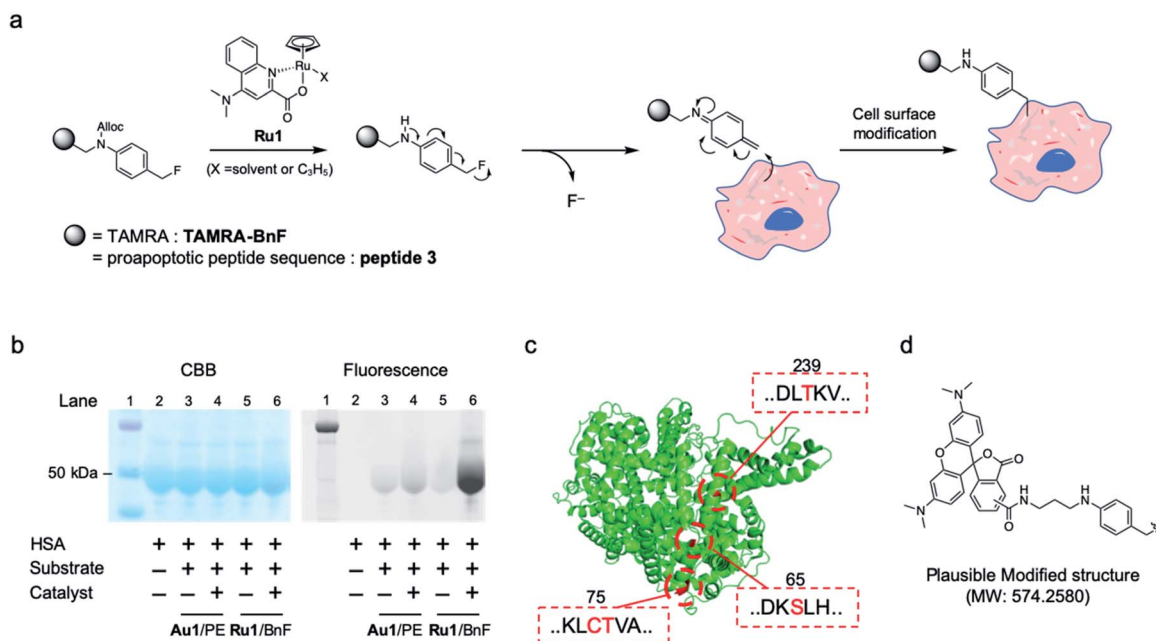 a
Alloc
N
F
N
N
Ru
X
O
O
Ru1
(X =solvent or C₃H₅)
H
N
F
F⁻
N
Cell surface
modification
H
N
= TAMRA : TAMRA-BnF
= proapoptotic peptide sequence : peptide 3
b
CBB
Fluorescence
Lane
1 2 3 4 5 6
1 2 3 4 5 6
50 kDa –
HSA + + + + + + + + + +
Substrate – + + + + – + + + +
Catalyst – – + – + – – + – +
Au1/PE Ru1/BnF Au1/PE Ru1/BnF
c
239
..DLTKV..
65
..DKSLH..
75
..KLCTVA..
d
N
O
O
O
N
H
N
O
H
N
Plausible Modified structure
(MW: 574.2580)